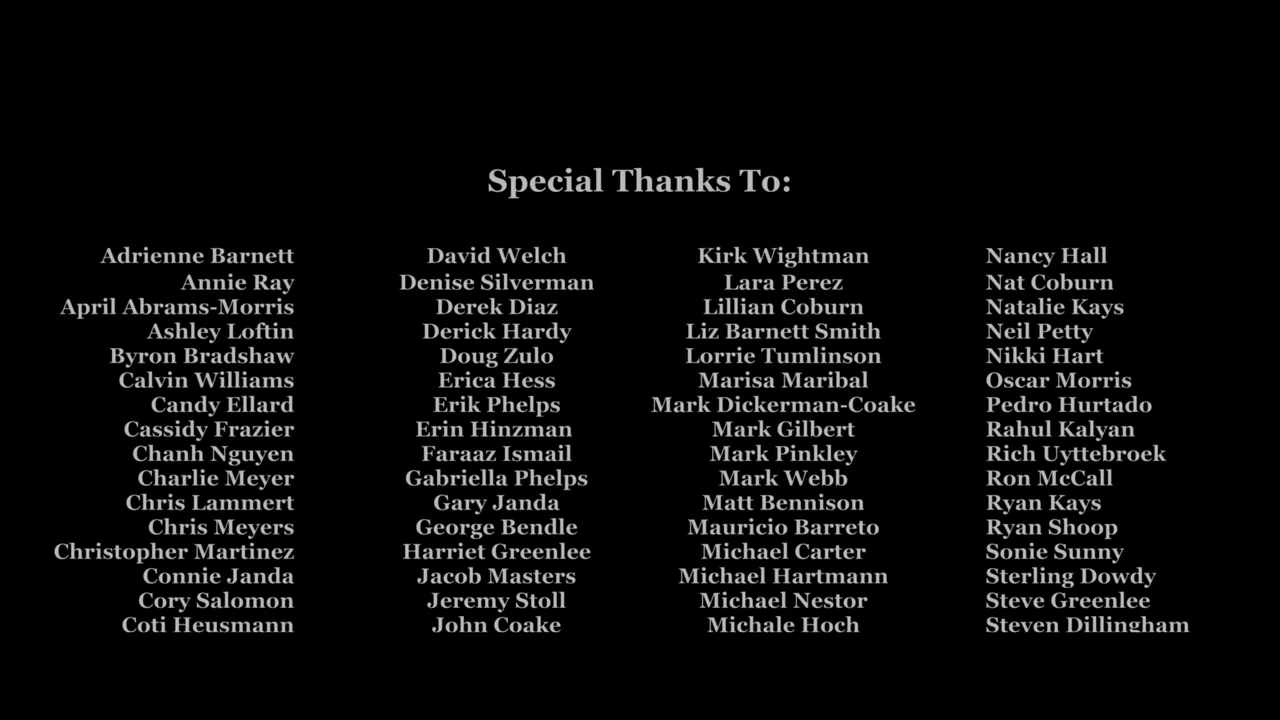 Special Thanks To:
Adrienne Barnett
Annie Ray
April Abrams-Morris
Ashley Loftin
Byron Bradshaw
Calvin Williams
Candy Ellard
Cassidy Frazier
Chanh Nguyen
Charlie Meyer
Chris Lammert
Chris Meyers
Christopher Martinez
Connie Janda
Cory Salomon
Coti Heusmann
David Welch
Denise Silverman
Derek Diaz
Derick Hardy
Doug Zulo
Erica Hess
Erik Phelps
Erin Hinzman
Faraaz Ismail
Gabriella Phelps
Gary Janda
George Bendle
Harriet Greenlee
Jacob Masters
Jeremy Stoll
John Coake
Kirk Wightman
Lara Perez
Lillian Coburn
Liz Barnett Smith
Lorrie Tumlinson
Marisa Maribal
Mark Dickerman-Coake
Mark Gilbert
Mark Pinkley
Mark Webb
Matt Bennison
Mauricio Barreto
Michael Carter
Michael Hartmann
Michael Nestor
Michale Hoch
Nancy Hall
Nat Coburn
Natalie Kays
Neil Petty
Nikki Hart
Oscar Morris
Pedro Hurtado
Rahul Kalyan
Rich Uyttebroek
Ron McCall
Ryan Kays
Ryan Shoop
Sonie Sunny
Sterling Dowdy
Steve Greenlee
Steven Dillingham